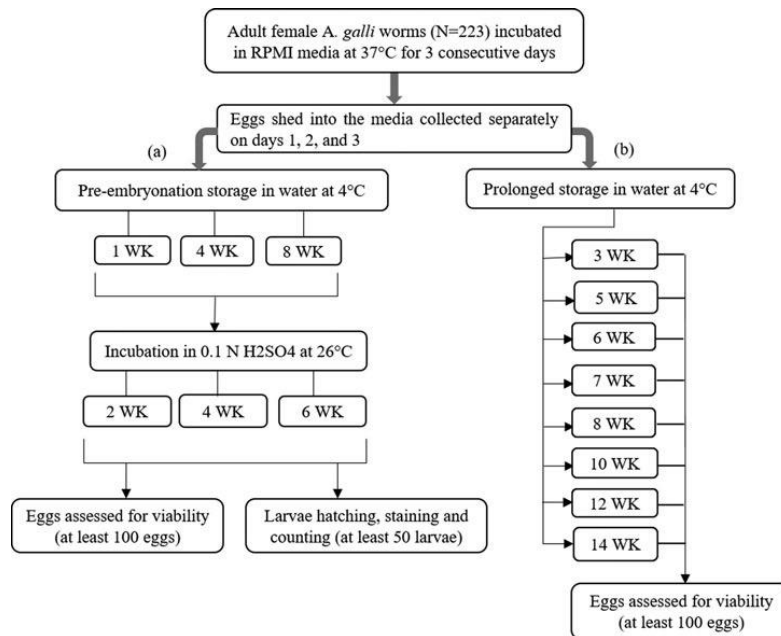 Adult female A. galli worms (N=223) incubated
in RPMI media at 37°C for 3 consecutive days
Eggs shed into the media collected separately
on days 1, 2, and 3
(a)
(b)
Pre-embryonation storage in water at 4°C
1 WK
4 WK
8 WK
Incubation in 0.1 N H2SO4 at 26°C
2 WK
4 WK
6 WK
Eggs assessed for viability
(at least 100 eggs)
Larvae hatching, staining and
counting (at least 50 larvae)
Prolonged storage in water at 4°C
3 WK
5 WK
6 WK
7 WK
8 WK
10 WK
12 WK
14 WK
Eggs assessed for viability
(at least 100 eggs)